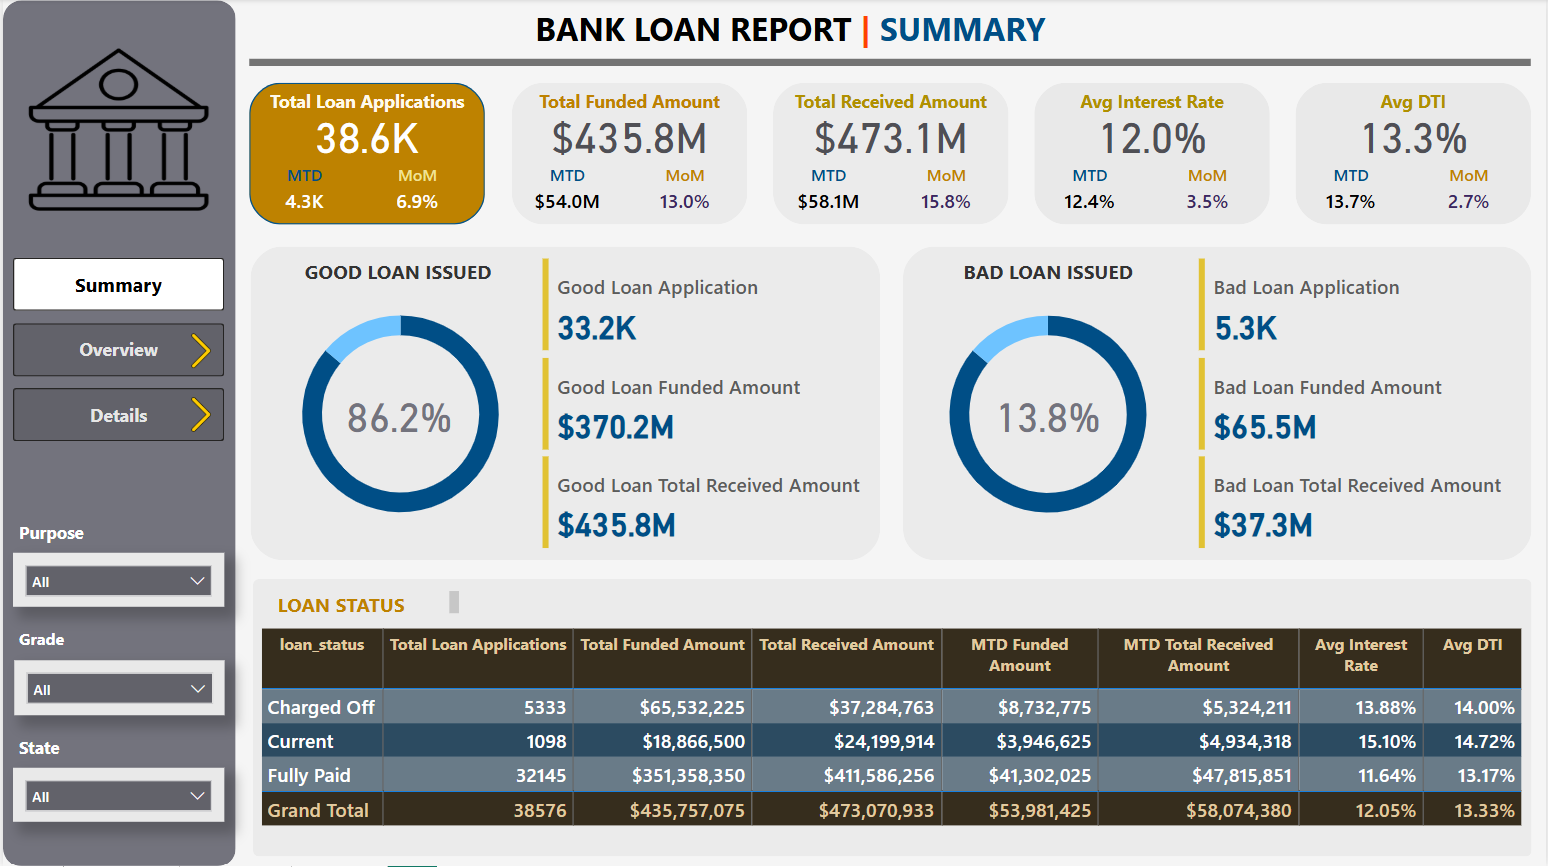 BANK LOAN REPORT | SUMMARY
Total Loan Applications
38.6K
MTD MoM
4.3K 6.9%
Total Funded Amount
$435.8M
MTD MoM
$54.0M 13.0%
Total Received Amount
$473.1M
MTD MoM
$58.1M 15.8%
Avg Interest Rate
12.0%
MTD MoM
12.4% 3.5%
Avg DTI
13.3%
MTD MoM
13.7% 2.7%
Summary
Overview
Details
Purpose
All
Grade
All
State
All
GOOD LOAN ISSUED
86.2%
Good Loan Application
33.2K
Good Loan Funded Amount
$370.2M
Good Loan Total Received Amount
$435.8M
BAD LOAN ISSUED
13.8%
Bad Loan Application
5.3K
Bad Loan Funded Amount
$65.5M
Bad Loan Total Received Amount
$37.3M
LOAN STATUS
loan_status Total Loan Applications Total Funded Amount Total Received Amount MTD Funded MTD Total Received Avg Interest Avg DTI
Amount Amount Rate
Charged Off 5333 $65,532,225 $37,284,763 $8,732,775 $5,324,211 13.88% 14.00%
Current 1098 $18,866,500 $24,199,914 $3,946,625 $4,934,318 15.10% 14.72%
Fully Paid 32145 $351,358,350 $411,586,256 $41,302,025 $47,815,851 11.64% 13.17%
Grand Total 38576 $435,757,075 $473,070,933 $53,981,425 $58,074,380 12.05% 13.33%